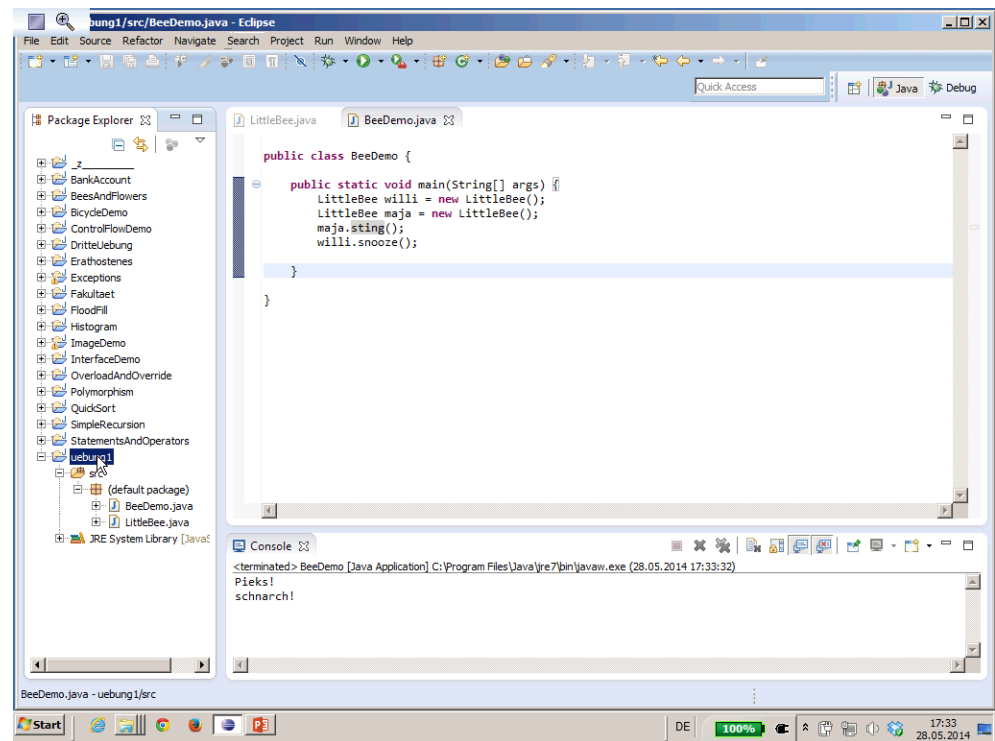 bung1/src/BeeDemo.java - Eclipse
File Edit Source Refactor Navigate Search Project Run Window Help
Quick Access
Java
Debug
Package Explorer
_z_________
BankAccount
BeesAndFlowers
BicycleDemo
ControlFlowDemo
DritteUebung
Erathostenes
Exceptions
Fakultaet
FloodFill
Histogram
ImageDemo
InterfaceDemo
OverloadAndOverride
Polymorphism
QuickSort
SimpleRecursion
StatementsAndOperators
uebung1
src
(default package)
BeeDemo.java
LittleBee.java
JRE System Library [JavaS
LittleBee.java
BeeDemo.java
public class BeeDemo {
public static void main(String[] args) {
LittleBee willi = new LittleBee();
LittleBee maja = new LittleBee();
maja.sting();
willi.snooze();
}
}
Console
<terminated> BeeDemo [Java Application] C:\Program Files\Java\jre7\bin\javaw.exe (28.05.2014 17:33:32)
Pieks!
schnarch!
BeeDemo.java - uebung1/src
Start
DE
100%
17:33
28.05.2014